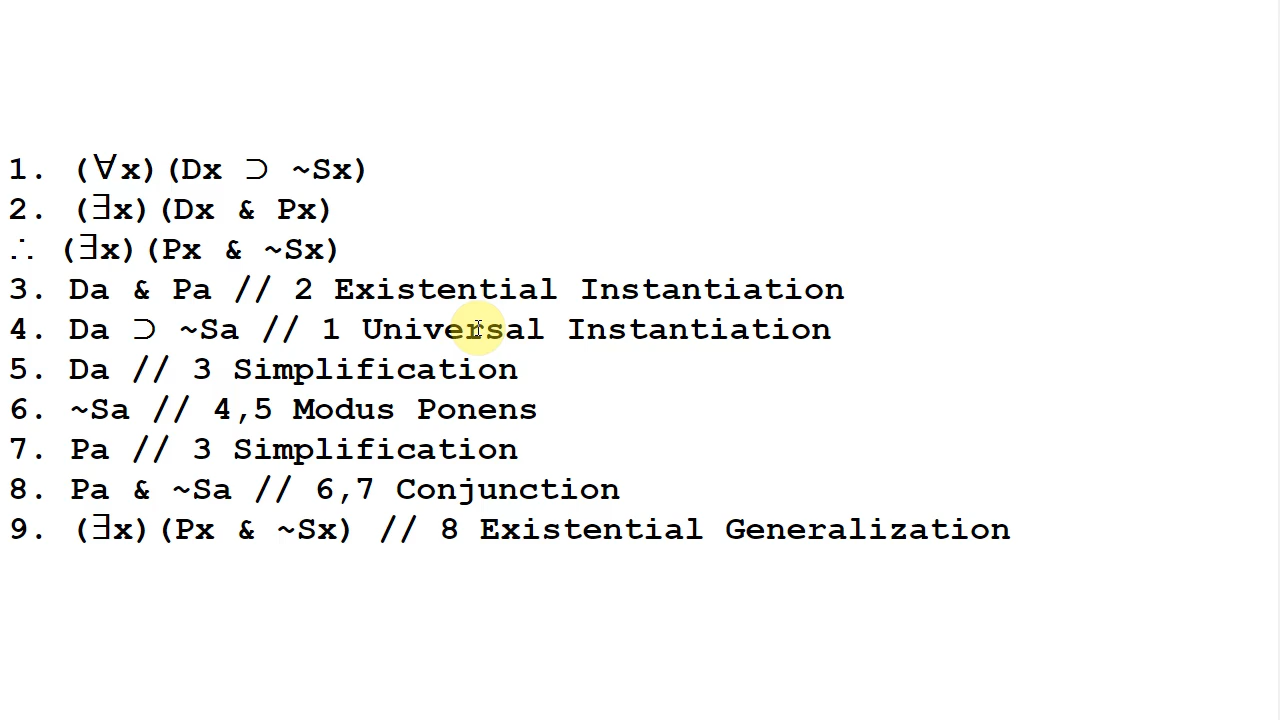 1. (∀x)(Dx ⊃ ~Sx)
2. (∃x)(Dx & Px)
∴ (∃x)(Px & ~Sx)
3. Da & Pa // 2 Existential Instantiation
4. Da ⊃ ~Sa // 1 Universal Instantiation
5. Da // 3 Simplification
6. ~Sa // 4,5 Modus Ponens
7. Pa // 3 Simplification
8. Pa & ~Sa // 6,7 Conjunction
9. (∃x)(Px & ~Sx) // 8 Existential Generalization